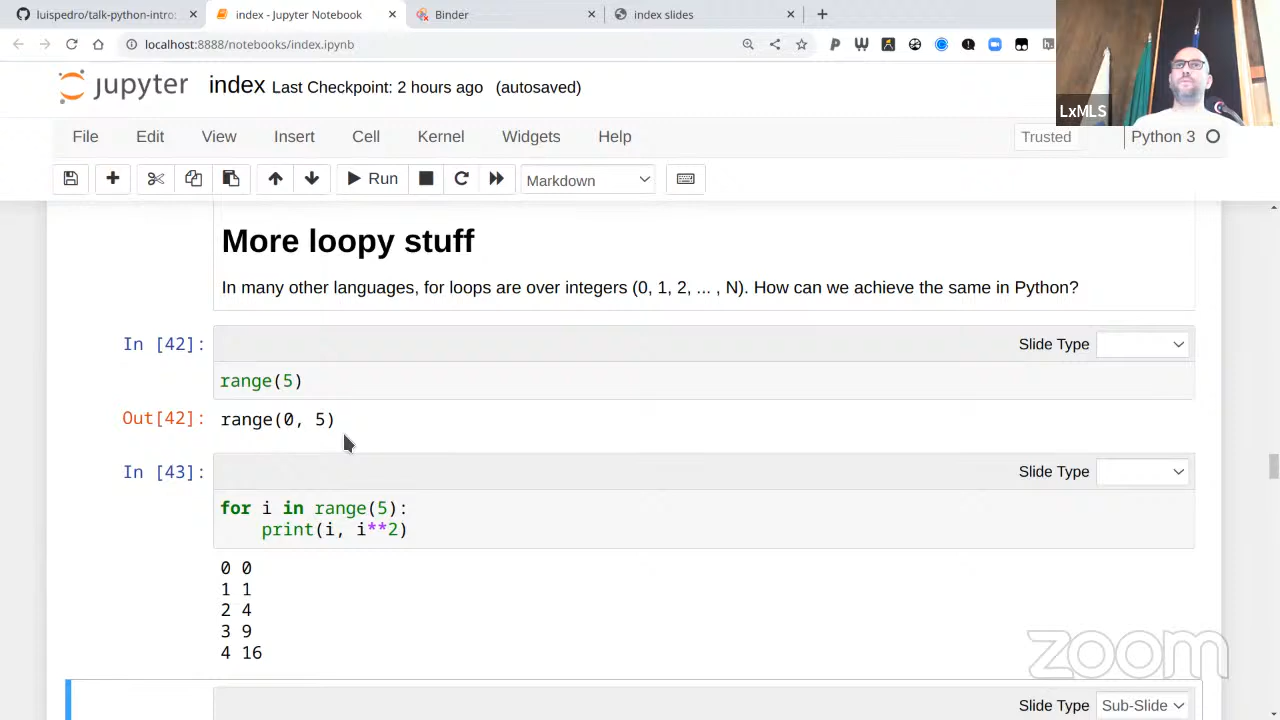 luispedro/talk-python-intro:
index - Jupyter Notebook
Binder
index slides
localhost:8888/notebooks/index.ipynb
LxMLS
jupyter index Last Checkpoint: 2 hours ago (autosaved)
File Edit View Insert Cell Kernel Widgets Help
Trusted Python 3
Run Markdown
More loopy stuff
In many other languages, for loops are over integers (0, 1, 2, ... , N). How can we achieve the same in Python?
In [42]: Slide Type
range(5)
Out[42]: range(0, 5)
In [43]: Slide Type
for i in range(5):
    print(i, i**2)
0 0
1 1
2 4
3 9
4 16
zoom
Slide Type Sub-Slide